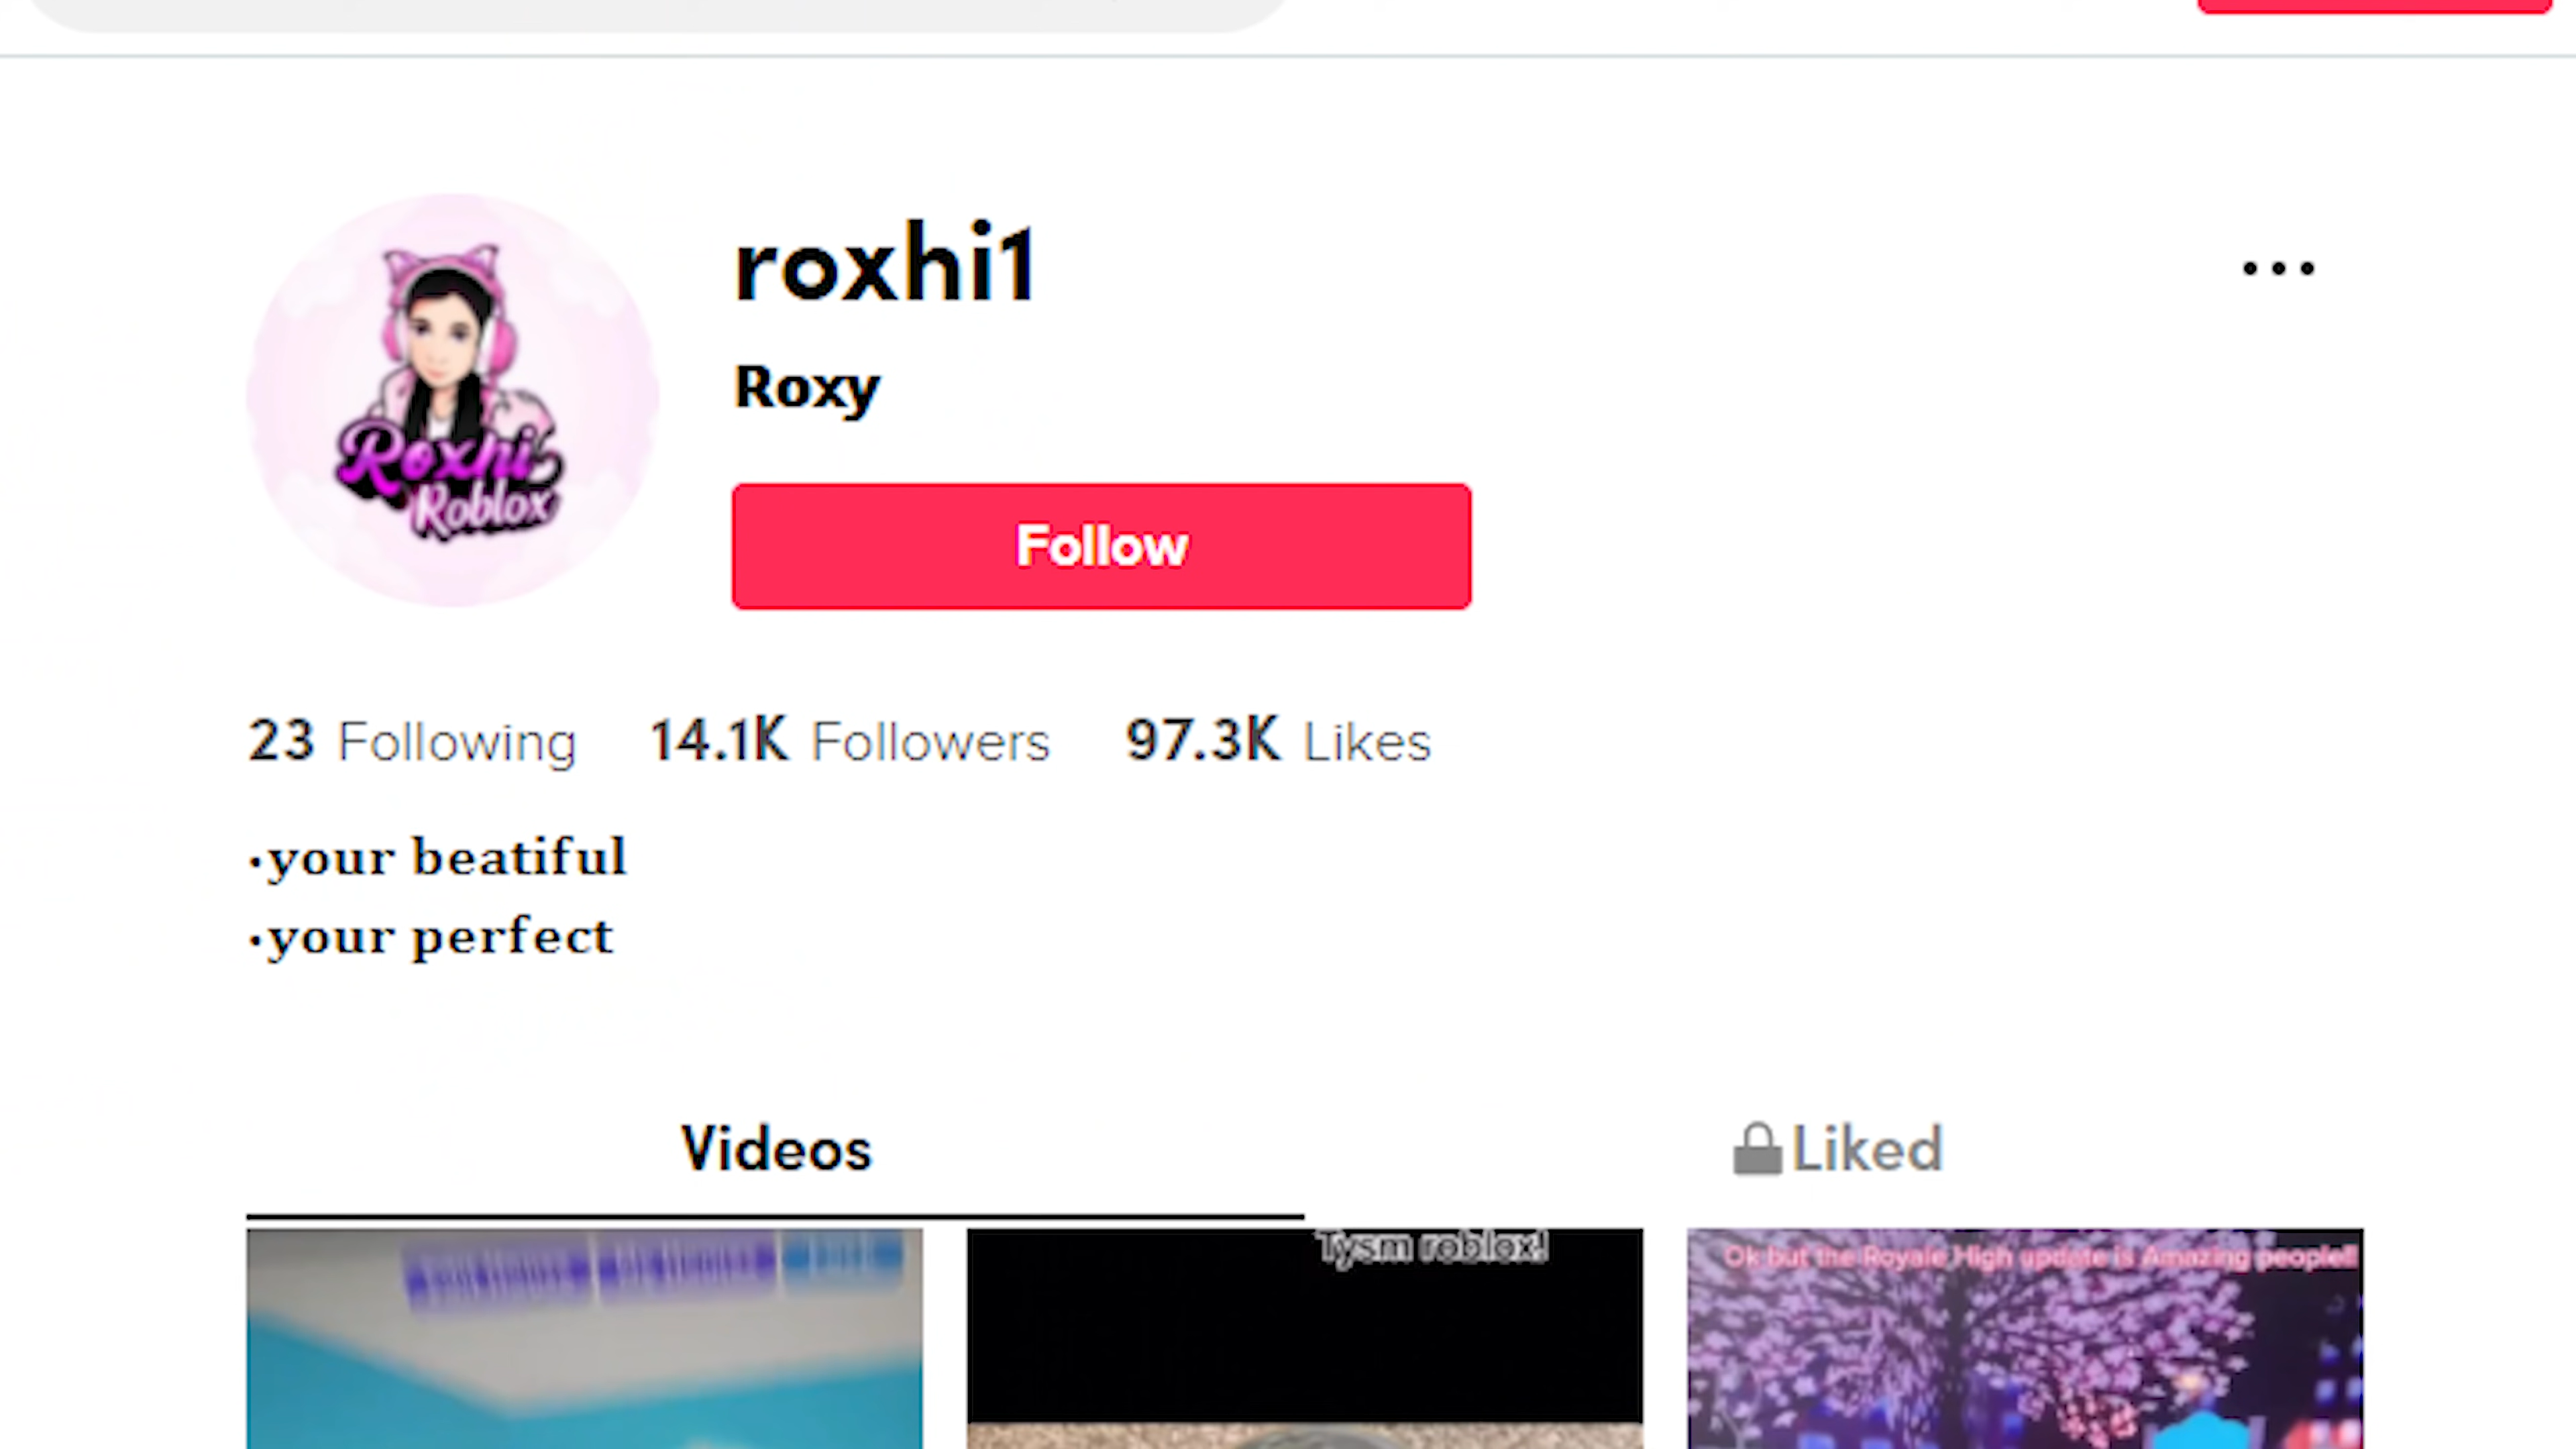 roxhi1
Roxy
Roxhi
Roblox
Follow
23 Following 14.1K Followers 97.3K Likes
•your beatiful
•your perfect
Videos
Liked
Tysm roblox!
Ok but the Royale High update is Amazing people!!